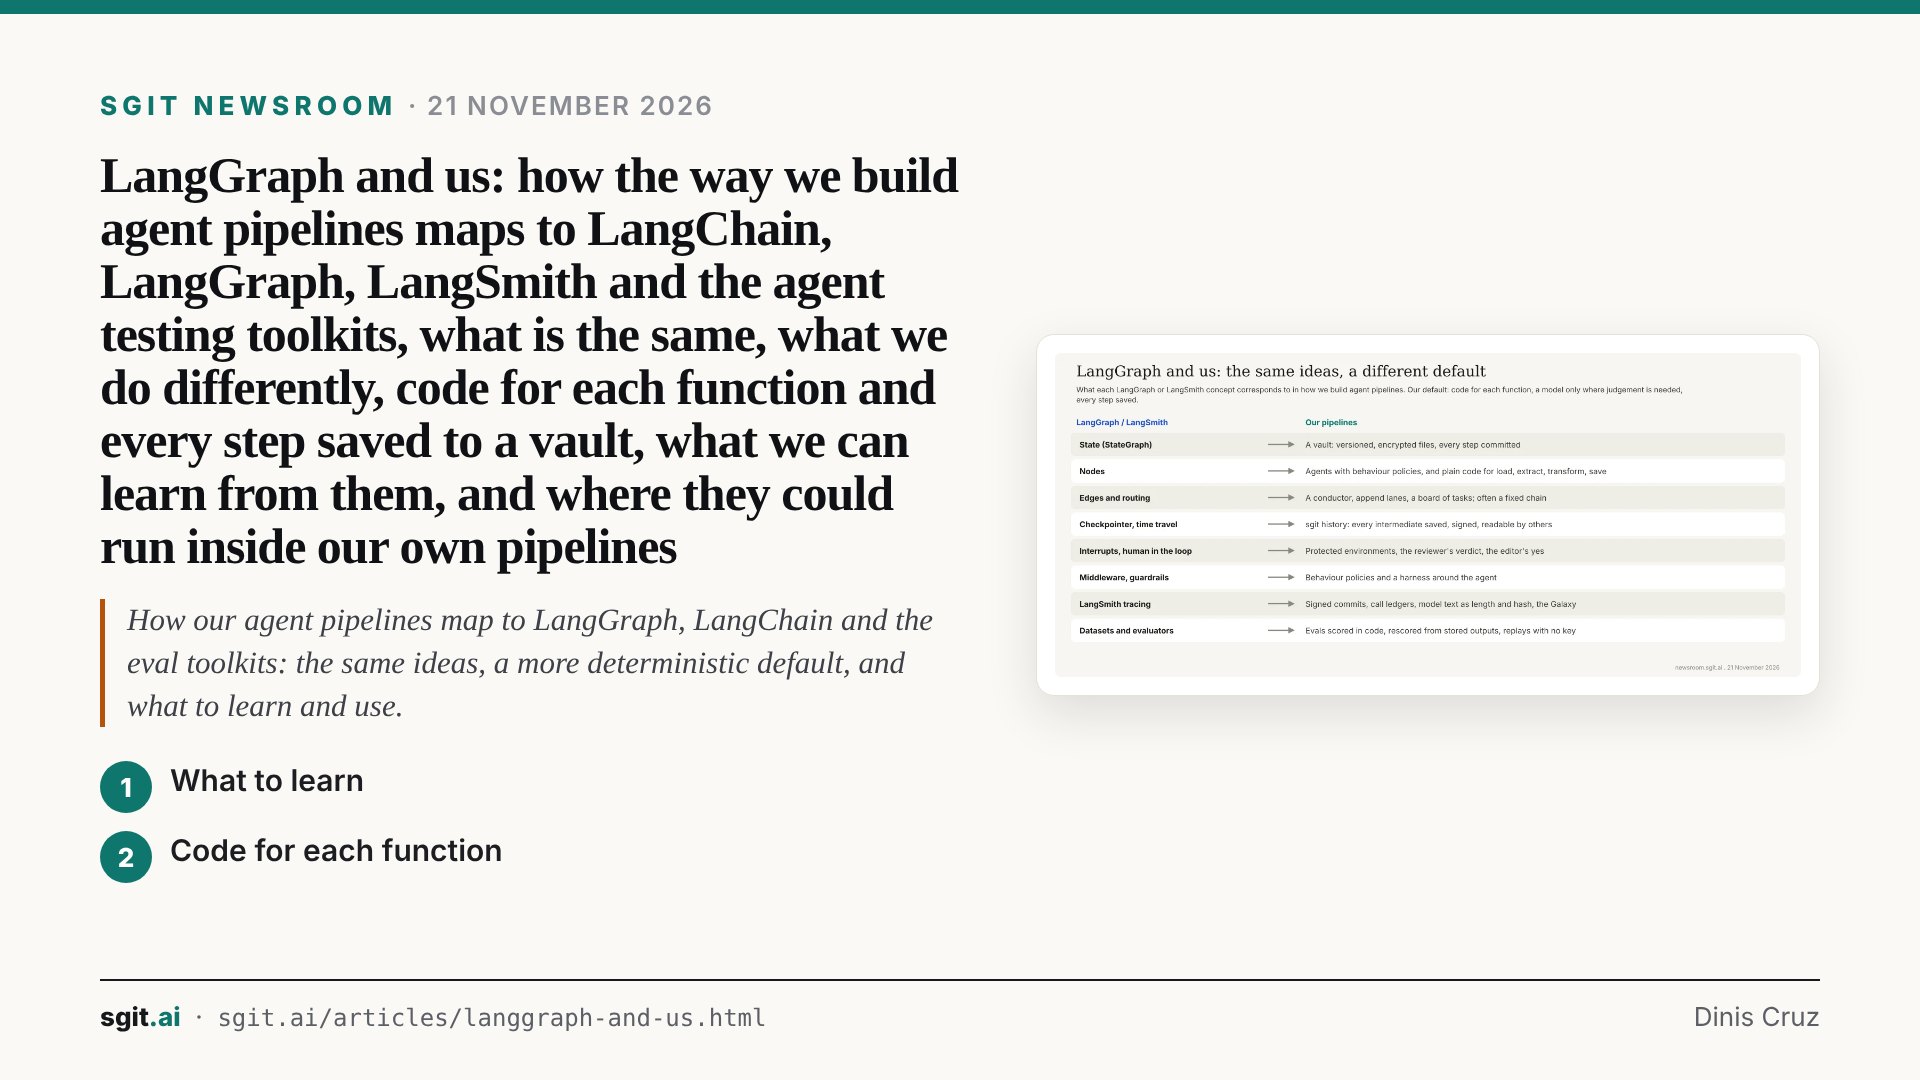 SGIT NEWSROOM · 21 NOVEMBER 2026
LangGraph and us: how the way we build
agent pipelines maps to LangChain,
LangGraph, LangSmith and the agent
testing toolkits, what is the same, what we
do differently, code for each function and
every step saved to a vault, what we can
learn from them, and where they could
run inside our own pipelines
How our agent pipelines map to LangGraph, LangChain and the
eval toolkits: the same ideas, a more deterministic default, and
what to learn and use.
1 What to learn
2 Code for each function
LangGraph and us: the same ideas, a different default
What each LangGraph or LangSmith concept corresponds to in how we build agent pipelines. Our default: code for each function, a model only where judgement is needed,
every step saved.
LangGraph / LangSmith Our pipelines
State (StateGraph) A vault: versioned, encrypted files, every step committed
Nodes Agents with behaviour policies, and plain code for load, extract, transform, save
Edges and routing A conductor, append lanes, a board of tasks; often a fixed chain
Checkpointer, time travel sgit history: every intermediate saved, signed, readable by others
Interrupts, human in the loop Protected environments, the reviewer's verdict, the editor's yes
Middleware, guardrails Behaviour policies and a harness around the agent
LangSmith tracing Signed commits, call ledgers, model text as length and hash, the Galaxy
Datasets and evaluators Evals scored in code, rescored from stored outputs, replays with no key
newsroom.sgit.ai . 21 November 2026
sgit.ai · sgit.ai/articles/langgraph-and-us.html
Dinis Cruz